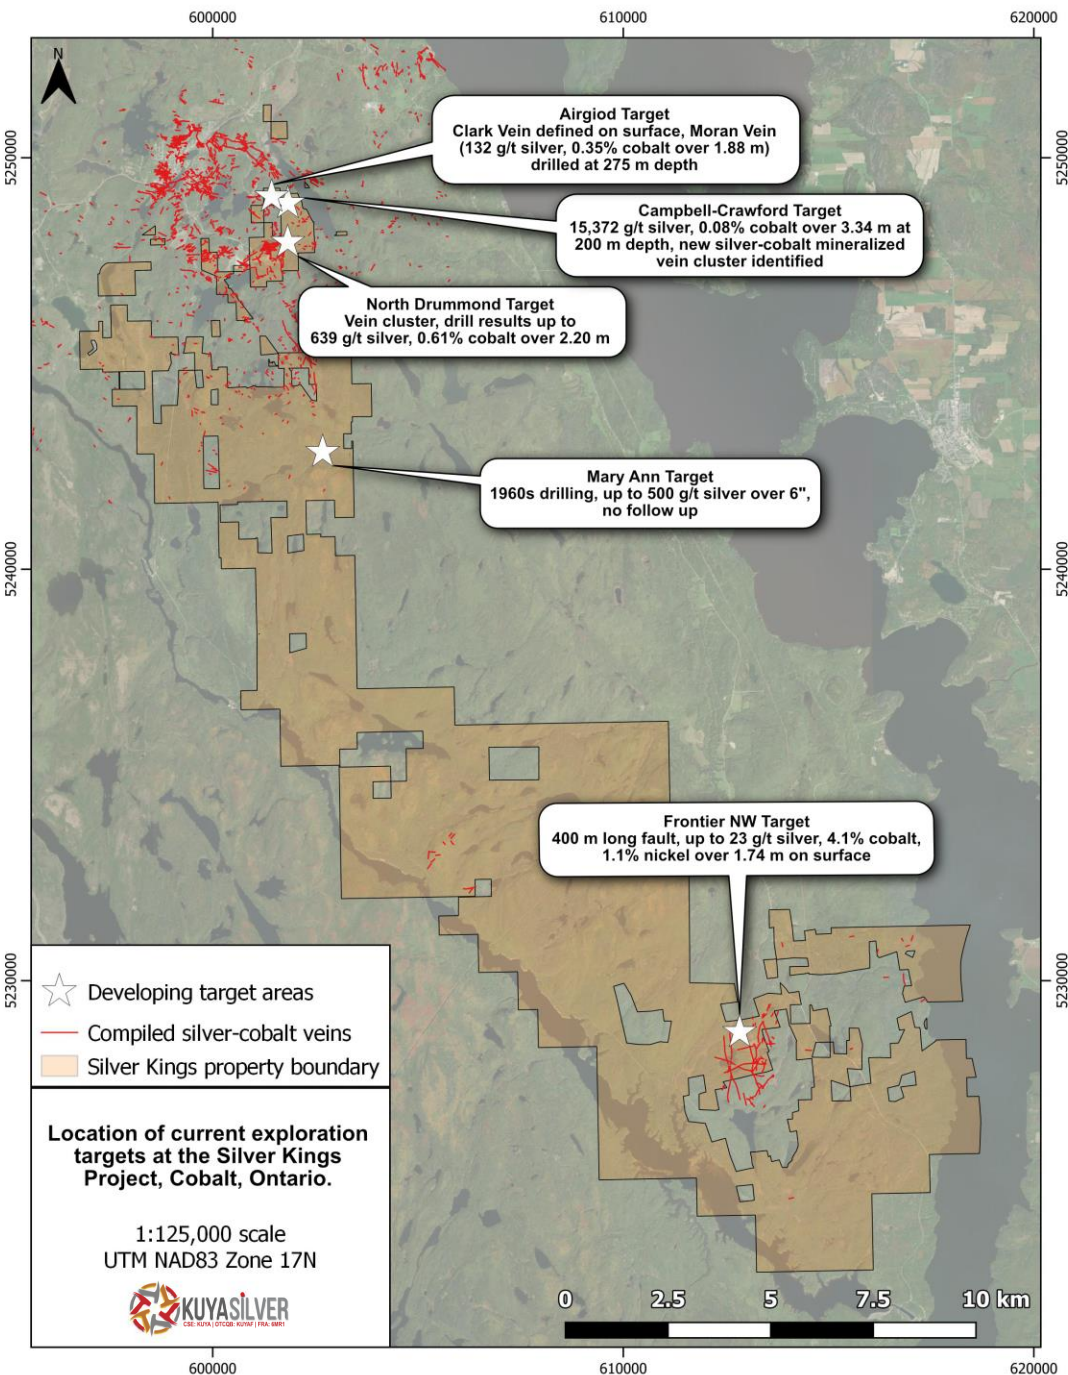 600000
610000
620000
N
5250000
5250000
Airgiod Target
Clark Vein defined on surface, Moran Vein
(132 g/t silver, 0.35% cobalt over 1.88 m)
drilled at 275 m depth
Campbell-Crawford Target
15,372 g/t silver, 0.08% cobalt over 3.34 m at
200 m depth, new silver-cobalt mineralized
vein cluster identified
North Drummond Target
Vein cluster, drill results up to
639 g/t silver, 0.61% cobalt over 2.20 m
Mary Ann Target
1960s drilling, up to 500 g/t silver over 6",
no follow up
5240000
5240000
Frontier NW Target
400 m long fault, up to 23 g/t silver, 4.1% cobalt,
1.1% nickel over 1.74 m on surface
5230000
5230000
Developing target areas
Compiled silver-cobalt veins
Silver Kings property boundary
Location of current exploration
targets at the Silver Kings
Project, Cobalt, Ontario.
1:125,000 scale
UTM NAD83 Zone 17N
KUYASILVER
CSE: KUYA | OTCQB: KUYAF | FRA: 6MR1
0 2.5 5 7.5 10 km
600000
610000
620000